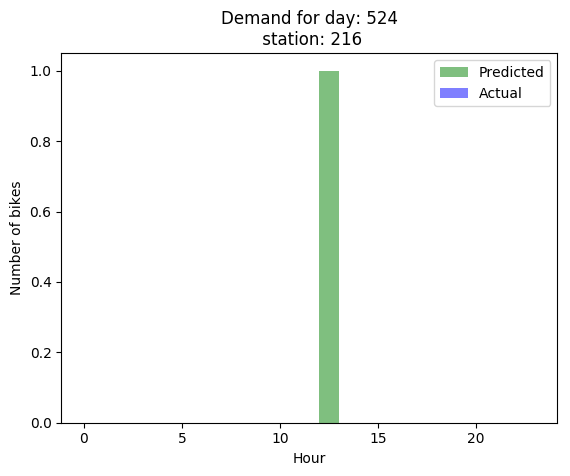 Demand for day: 524
station: 216
Predicted
Actual
Number of bikes
1.0
0.8
0.6
0.4
0.2
0.0
0 5 10 15 20
Hour